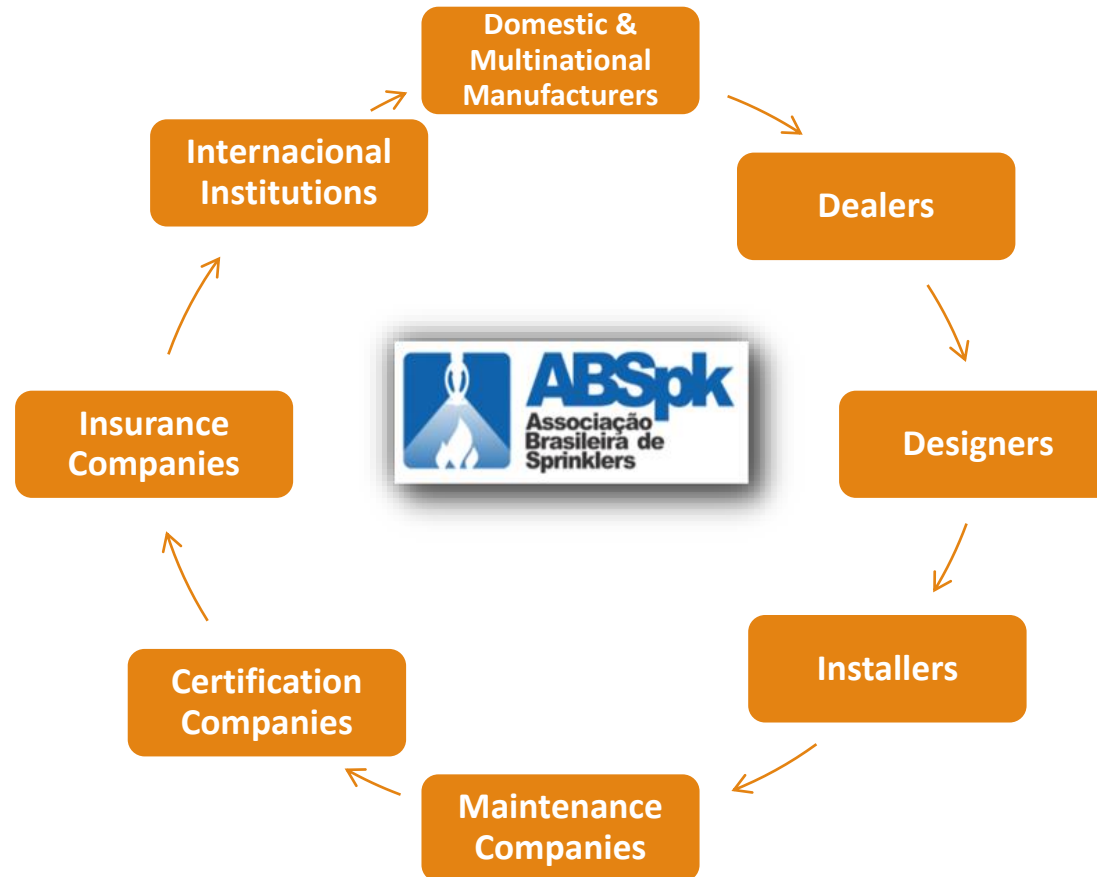 Domestic &
Multinational
Manufacturers
Dealers
Designers
Installers
Maintenance
Companies
Certification
Companies
Insurance
Companies
Internacional
Institutions
ABSpk
Associação
Brasileira de
Sprinklers